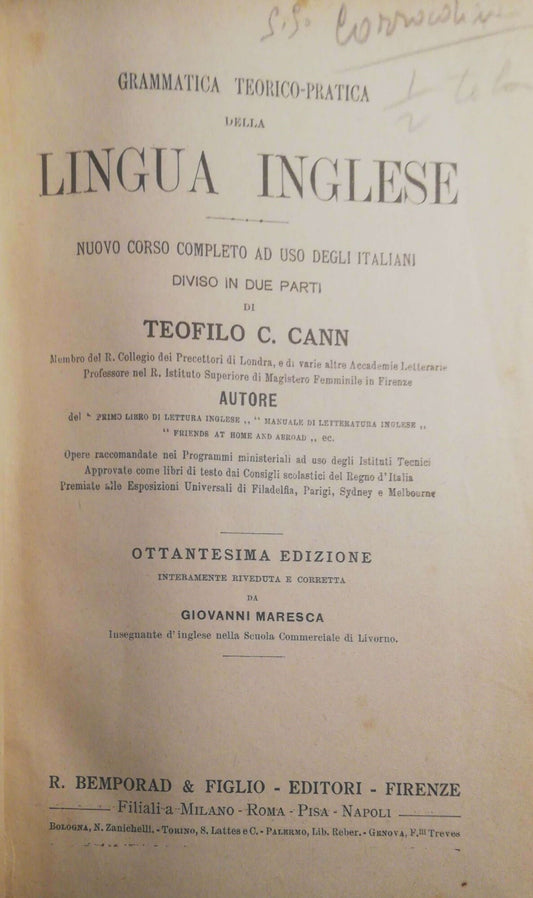 GRAMMATICA TEORICO-PRATICA
DELLA
LINGUA INGLESE
NUOVO CORSO COMPLETO AD USO DEGLI ITALIANI
DIVISO IN DUE PARTI
DI
TEOFILO C. CANN
Membro del R. Collegio dei Precettori di Londra, e di varie altre Accademie Letterarie
Professore nel R. Istituto Superiore di Magistero Femminile in Firenze
AUTORE
del " PRIMO LIBRO DI LETTURA INGLESE ,, " MANUALE DI LETTERATURA INGLESE ,,
" FRIENDS AT HOME AND ABROAD ,, EC.
Opere raccomandate nei Programmi ministeriali ad uso degli Istituti Tecnici
Approvate come libri di testo dai Consigli scolastici del Regno d'Italia
Premiate alle Esposizioni Universali di Filadelfia, Parigi, Sydney e Melbourne
OTTANTESIMA EDIZIONE
INTERAMENTE RIVEDUTA E CORRETTA
DA
GIOVANNI MARESCA
Insegnante d'inglese nella Scuola Commerciale di Livorno.
R. BEMPORAD & FIGLIO - EDITORI - FIRENZE
Filiali a MILANO - ROMA - PISA - NAPOLI
BOLOGNA, N. Zanichelli. - TORINO, S. Lattes e C. - PALERMO, Lib. Reber. - GENOVA, F.lli Treves